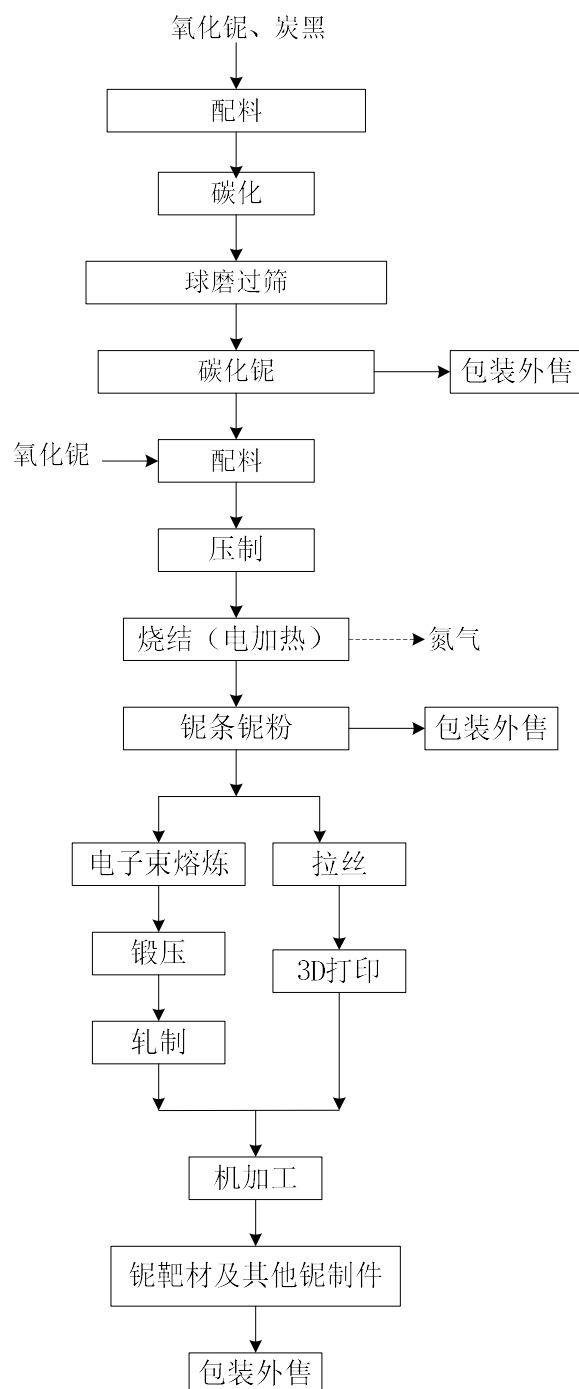 氧化铌、炭黑
配料
碳化
球磨过筛
碳化铌
包装外售
氧化铌
配料
压制
烧结（电加热）
氮气
铌条铌粉
包装外售
电子束熔炼
拉丝
锻压
3D打印
轧制
机加工
铌靶材及其他铌制件
包装外售